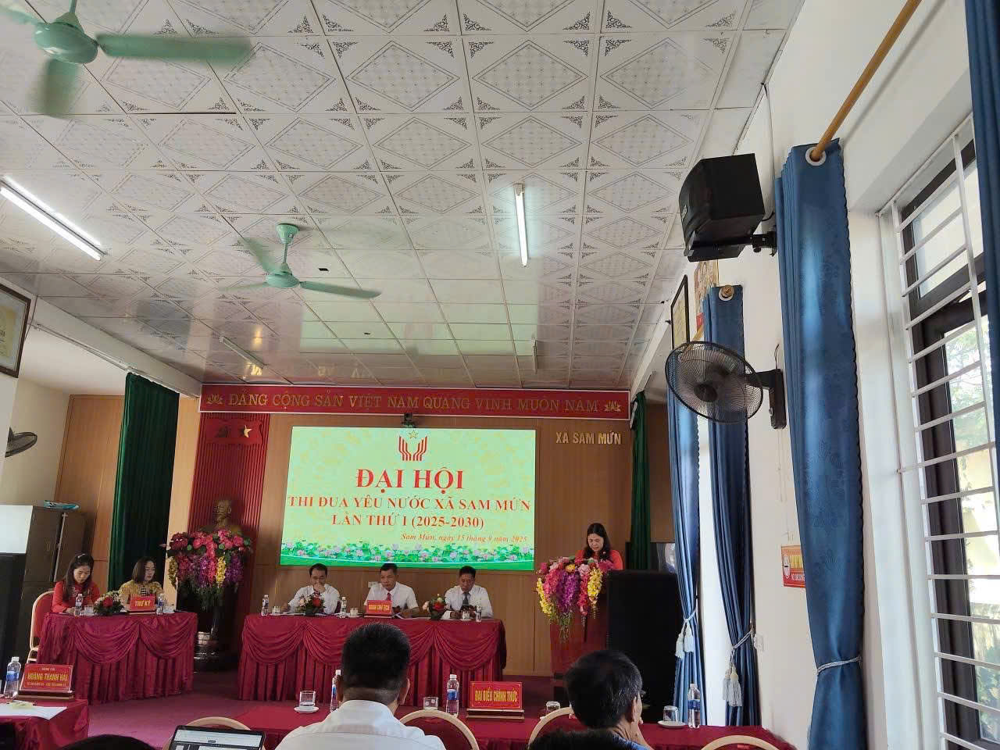 ĐẢNG CỘNG SẢN VIỆT NAM QUANG VINH MUÔN NĂM
XÃ SAM MỨN
ĐẠI HỘI
THI ĐUA YÊU NƯỚC XÃ SAM MỨN
LẦN THỨ I (2025-2030)
Sam Mứn, ngày 15 tháng 9 năm 2025
THƯ KÝ
ĐOÀN CHỦ TỊCH
HOÀNG THANH HẢI
ĐẠI BIỂU CHÍNH THỨC